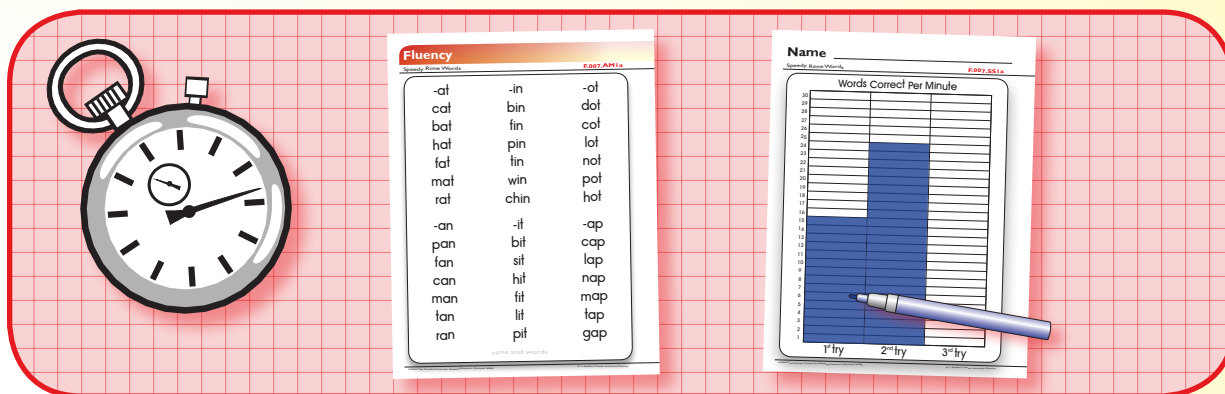 Fluency
Speedy Rime Words F.007.AM1a
-at -in -ot
cat bin dot
bat fin cot
hat pin lot
fat tin not
mat win pot
rat chin hot
-an -it -ap
pan bit cap
fan sit lap
can hit nap
man fit map
tan lit tap
ran pit gap
rime and words
Name
Speedy Rime Words F.007.SS1a
Words Correct Per Minute
30
29
28
27
26
25
24
23
22
21
20
19
18
17
16
15
14
13
12
11
10
9
8
7
6
5
4
3
2
1
1st try 2nd try 3rd try